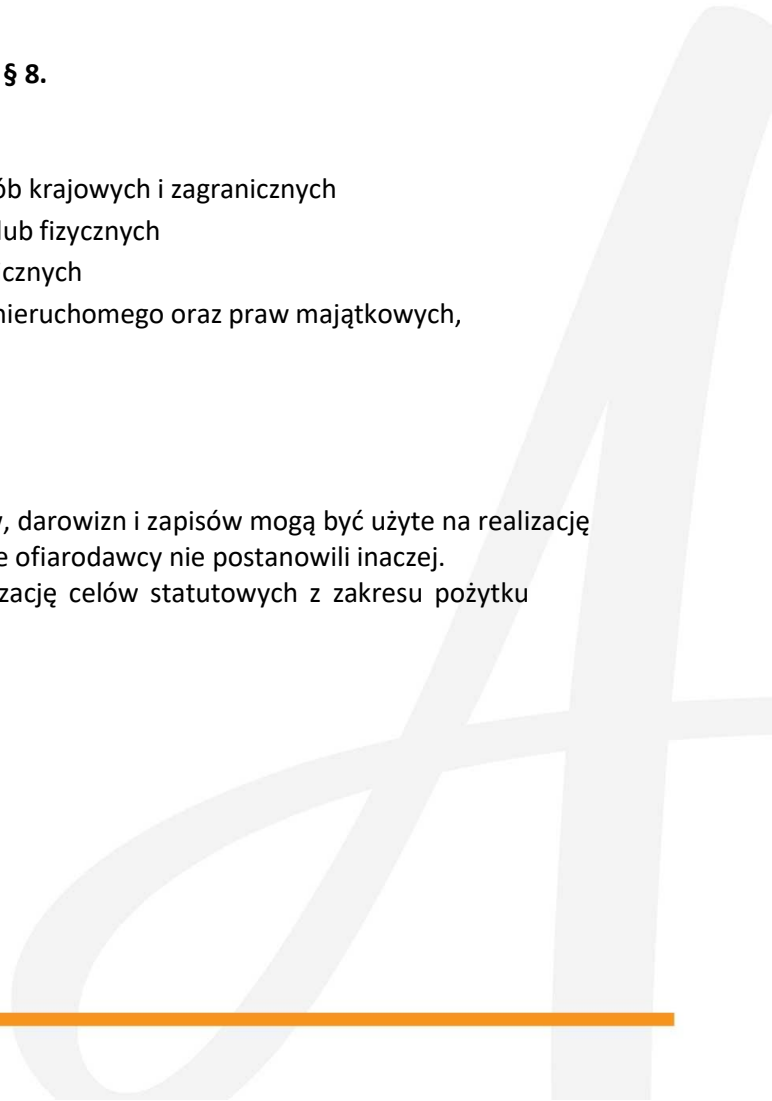 § 8.
ób krajowych i zagranicznych
lub fizycznych
icznych
nieruchomego oraz praw majątkowych,
, darowizn i zapisów mogą być użyte na realizację
e ofiarodawcy nie postanowili inaczej.
zację celów statutowych z zakresu pożytku